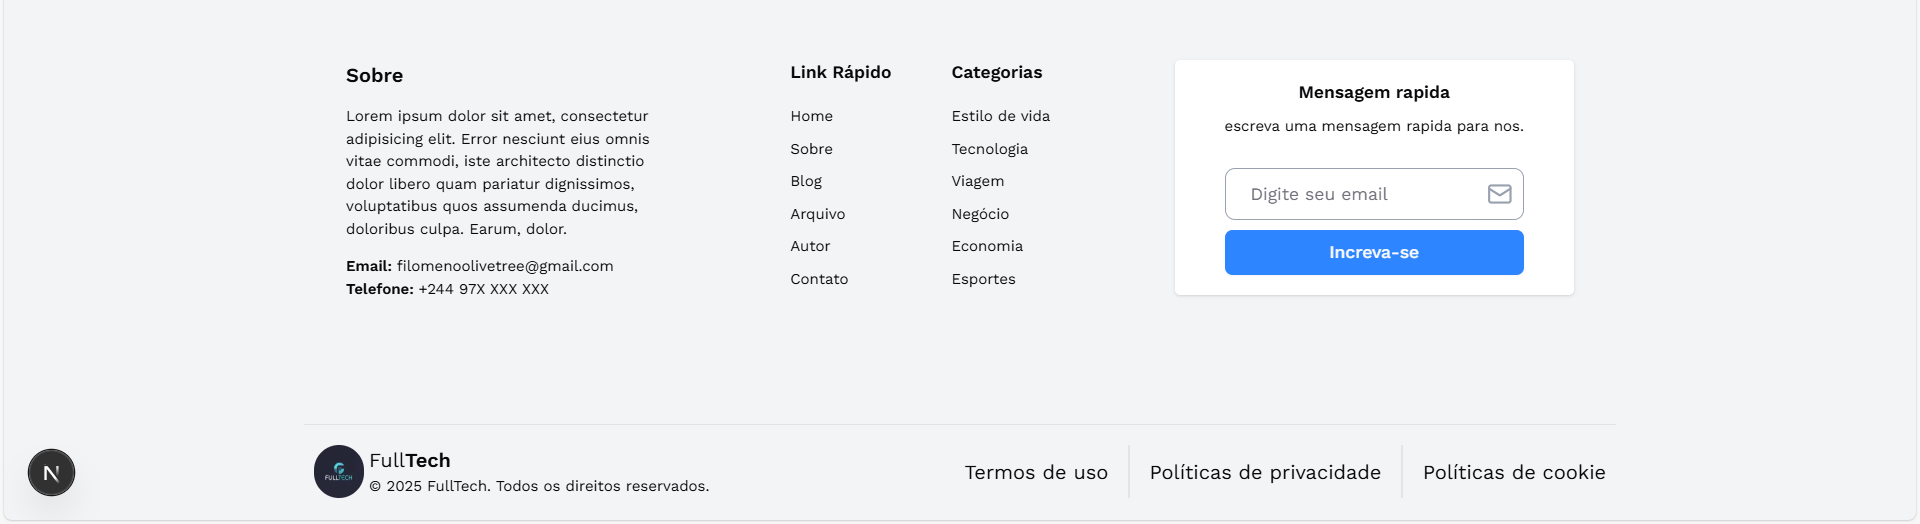 Sobre
Lorem ipsum dolor sit amet, consectetur
adipisicing elit. Error nesciunt eius omnis
vitae commodi, iste architecto distinctio
dolor libero quam pariatur dignissimos,
voluptatibus quos assumenda ducimus,
doloribus culpa. Earum, dolor.
Email: filomenoolivetree@gmail.com
Telefone: +244 97X XXX XXX
Link Rápido
Home
Sobre
Blog
Arquivo
Autor
Contato
Categorias
Estilo de vida
Tecnologia
Viagem
Negócio
Economia
Esportes
Mensagem rapida
escreva uma mensagem rapida para nos.
Digite seu email
Increva-se
N
FULLTECH
FullTech
© 2025 FullTech. Todos os direitos reservados.
Termos de uso
Políticas de privacidade
Políticas de cookie